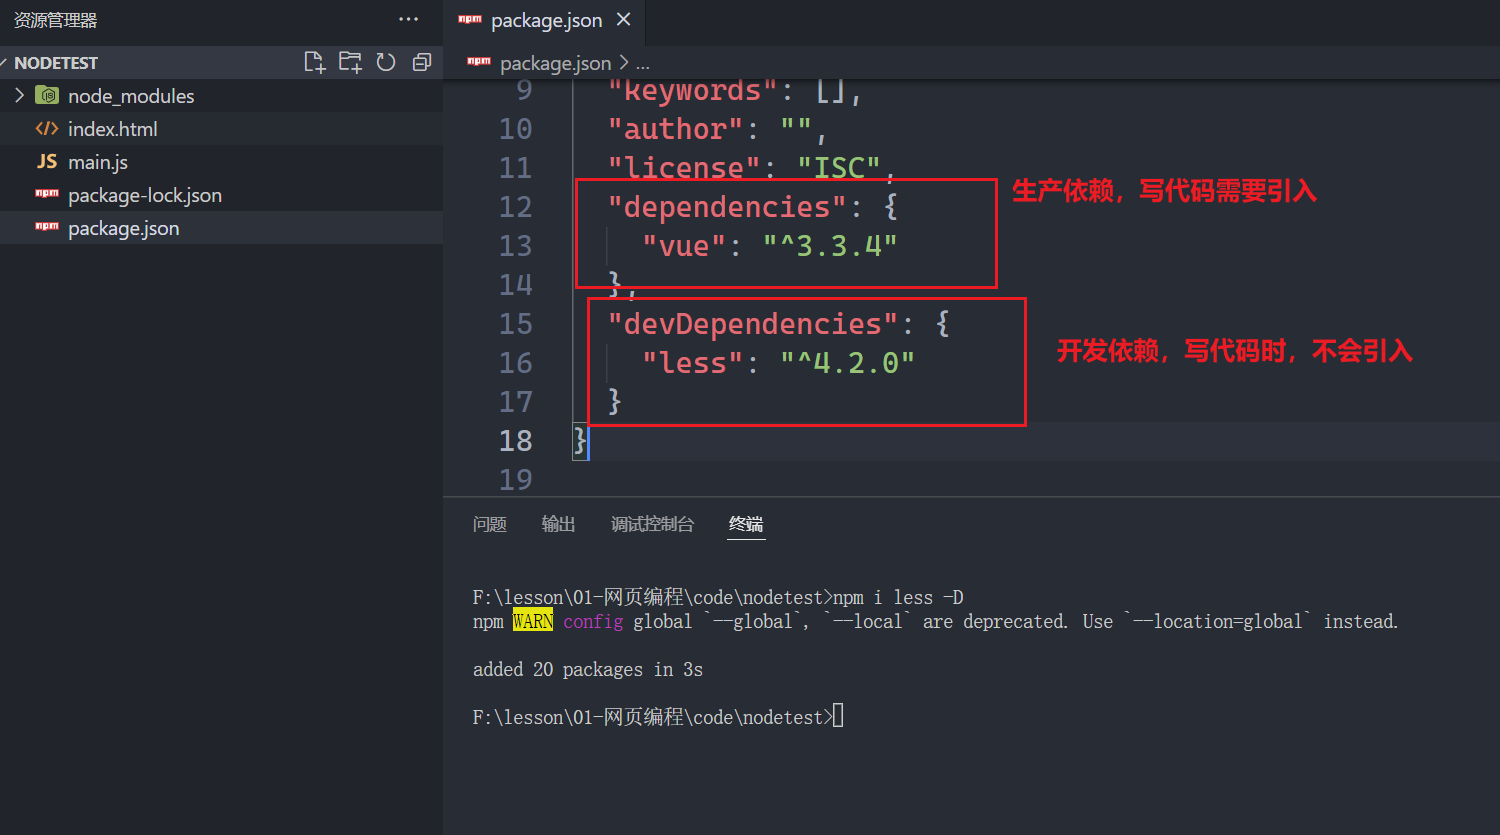 资源管理器 ···
package.json
NODETEST
package.json > ...
node_modules
index.html
JS main.js
package-lock.json
package.json
9 "keywords": [],
10 "author": "",
11 "license": "ISC",
12 "dependencies": {
13 "vue": "^3.3.4"
14 },
15 "devDependencies": {
16 "less": "^4.2.0"
17 }
18 }
19
生产依赖，写代码需要引入
开发依赖，写代码时，不会引入
问题 输出 调试控制台 终端
F:\lesson\01-网页编程\code\nodetest>npm i less -D
npm WARN config global `--global`, `--local` are deprecated. Use `--location=global` instead.
added 20 packages in 3s
F:\lesson\01-网页编程\code\nodetest>